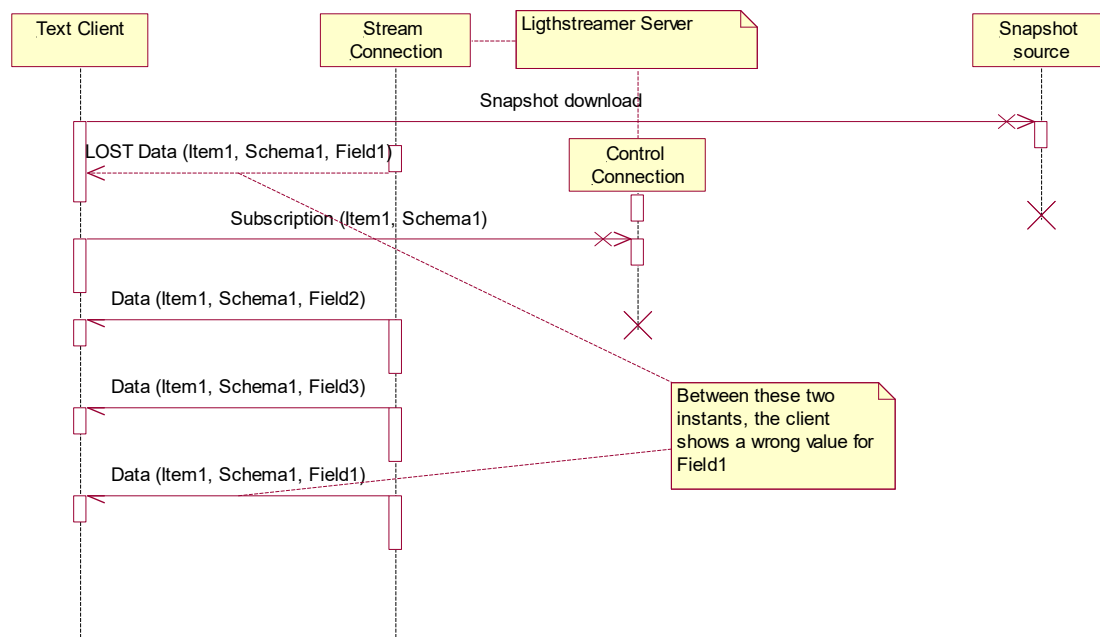 Text Client
Stream
Connection
Ligthstreamer Server
Snapshot
source
Snapshot download
LOST Data (Item1, Schema1, Field1)
Control
Connection
Subscription (Item1, Schema1)
Data (Item1, Schema1, Field2)
Data (Item1, Schema1, Field3)
Between these two
instants, the client
shows a wrong value for
Field1
Data (Item1, Schema1, Field1)